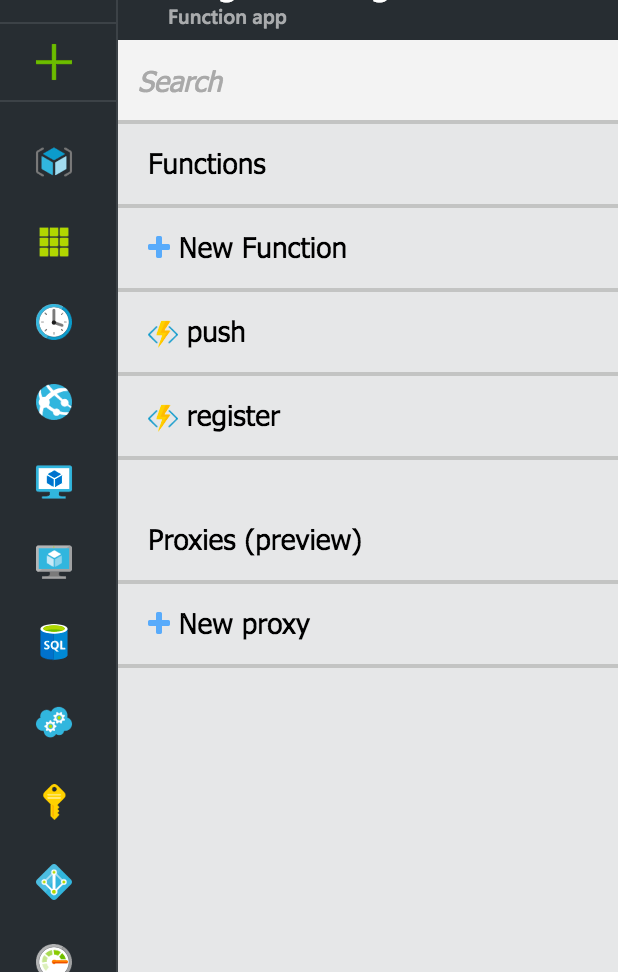 Function app
Search
Functions
New Function
push
register
Proxies (preview)
New proxy
SQL